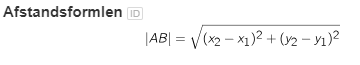 Afstandsformlen ID
|AB| = √(x₂ − x₁)² + (y₂ − y₁)²